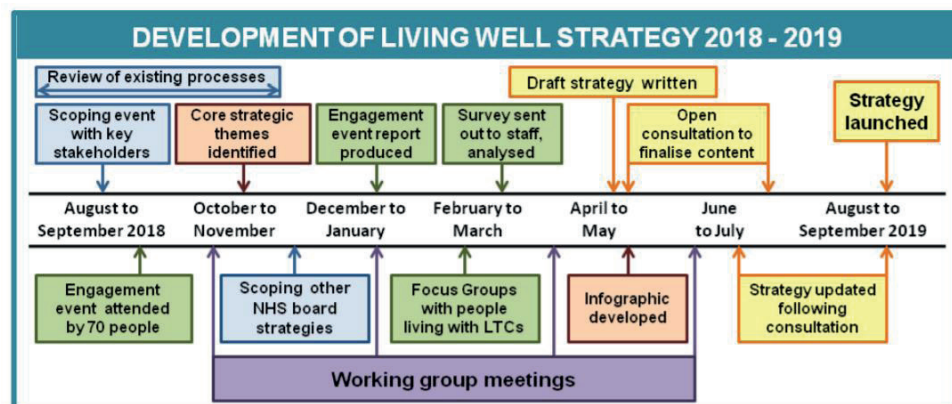 DEVELOPMENT OF LIVING WELL STRATEGY 2018 - 2019
Review of existing processes
Draft strategy written
Scoping event
with key
stakeholders
Core strategic
themes
identified
Engagement
event report
produced
Survey sent
out to staff,
analysed
Open
consultation to
finalise content
Strategy
launched
August to
September 2018
October to
November
December to
January
February to
March
April to
May
June
to July
August to
September 2019
Engagement
event attended
by 70 people
Scoping other
NHS board
strategies
Focus Groups
with people
living with LTCs
Infographic
developed
Strategy updated
following
consultation
Working group meetings